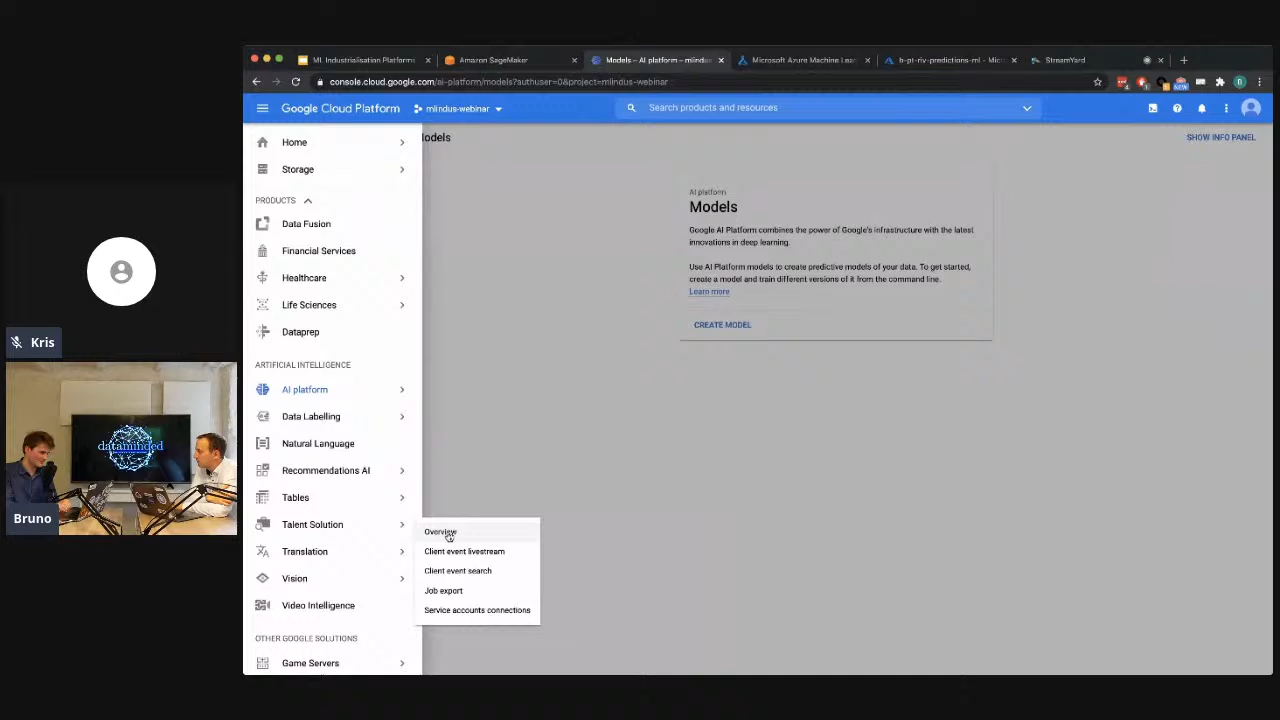 ML Industrialisation Platforms
Amazon SageMaker
Models – AI platform – mlindus
Microsoft Azure Machine Lea
b-pt-riv-predictions-ml - Mic
StreamYard
console.cloud.google.com/ai-platform/models?authuser=0&project=mlindus-webinar
Google Cloud Platform
mlindus-webinar
Search products and resources
Home
Storage
PRODUCTS
Data Fusion
Financial Services
Healthcare
Life Sciences
Dataprep
ARTIFICIAL INTELLIGENCE
AI platform
Data Labelling
Natural Language
Recommendations AI
Tables
Talent Solution
Translation
Vision
Video Intelligence
OTHER GOOGLE SOLUTIONS
Game Servers
Overview
Client event livestream
Client event search
Job export
Service accounts connections
lodels
SHOW INFO PANEL
AI platform
Models
Google AI Platform combines the power of Google's infrastructure with the latest
innovations in deep learning.
Use AI Platform models to create predictive models of your data. To get started,
create a model and train different versions of it from the command line.
Learn more
CREATE MODEL
Kris
dataminded
Bruno